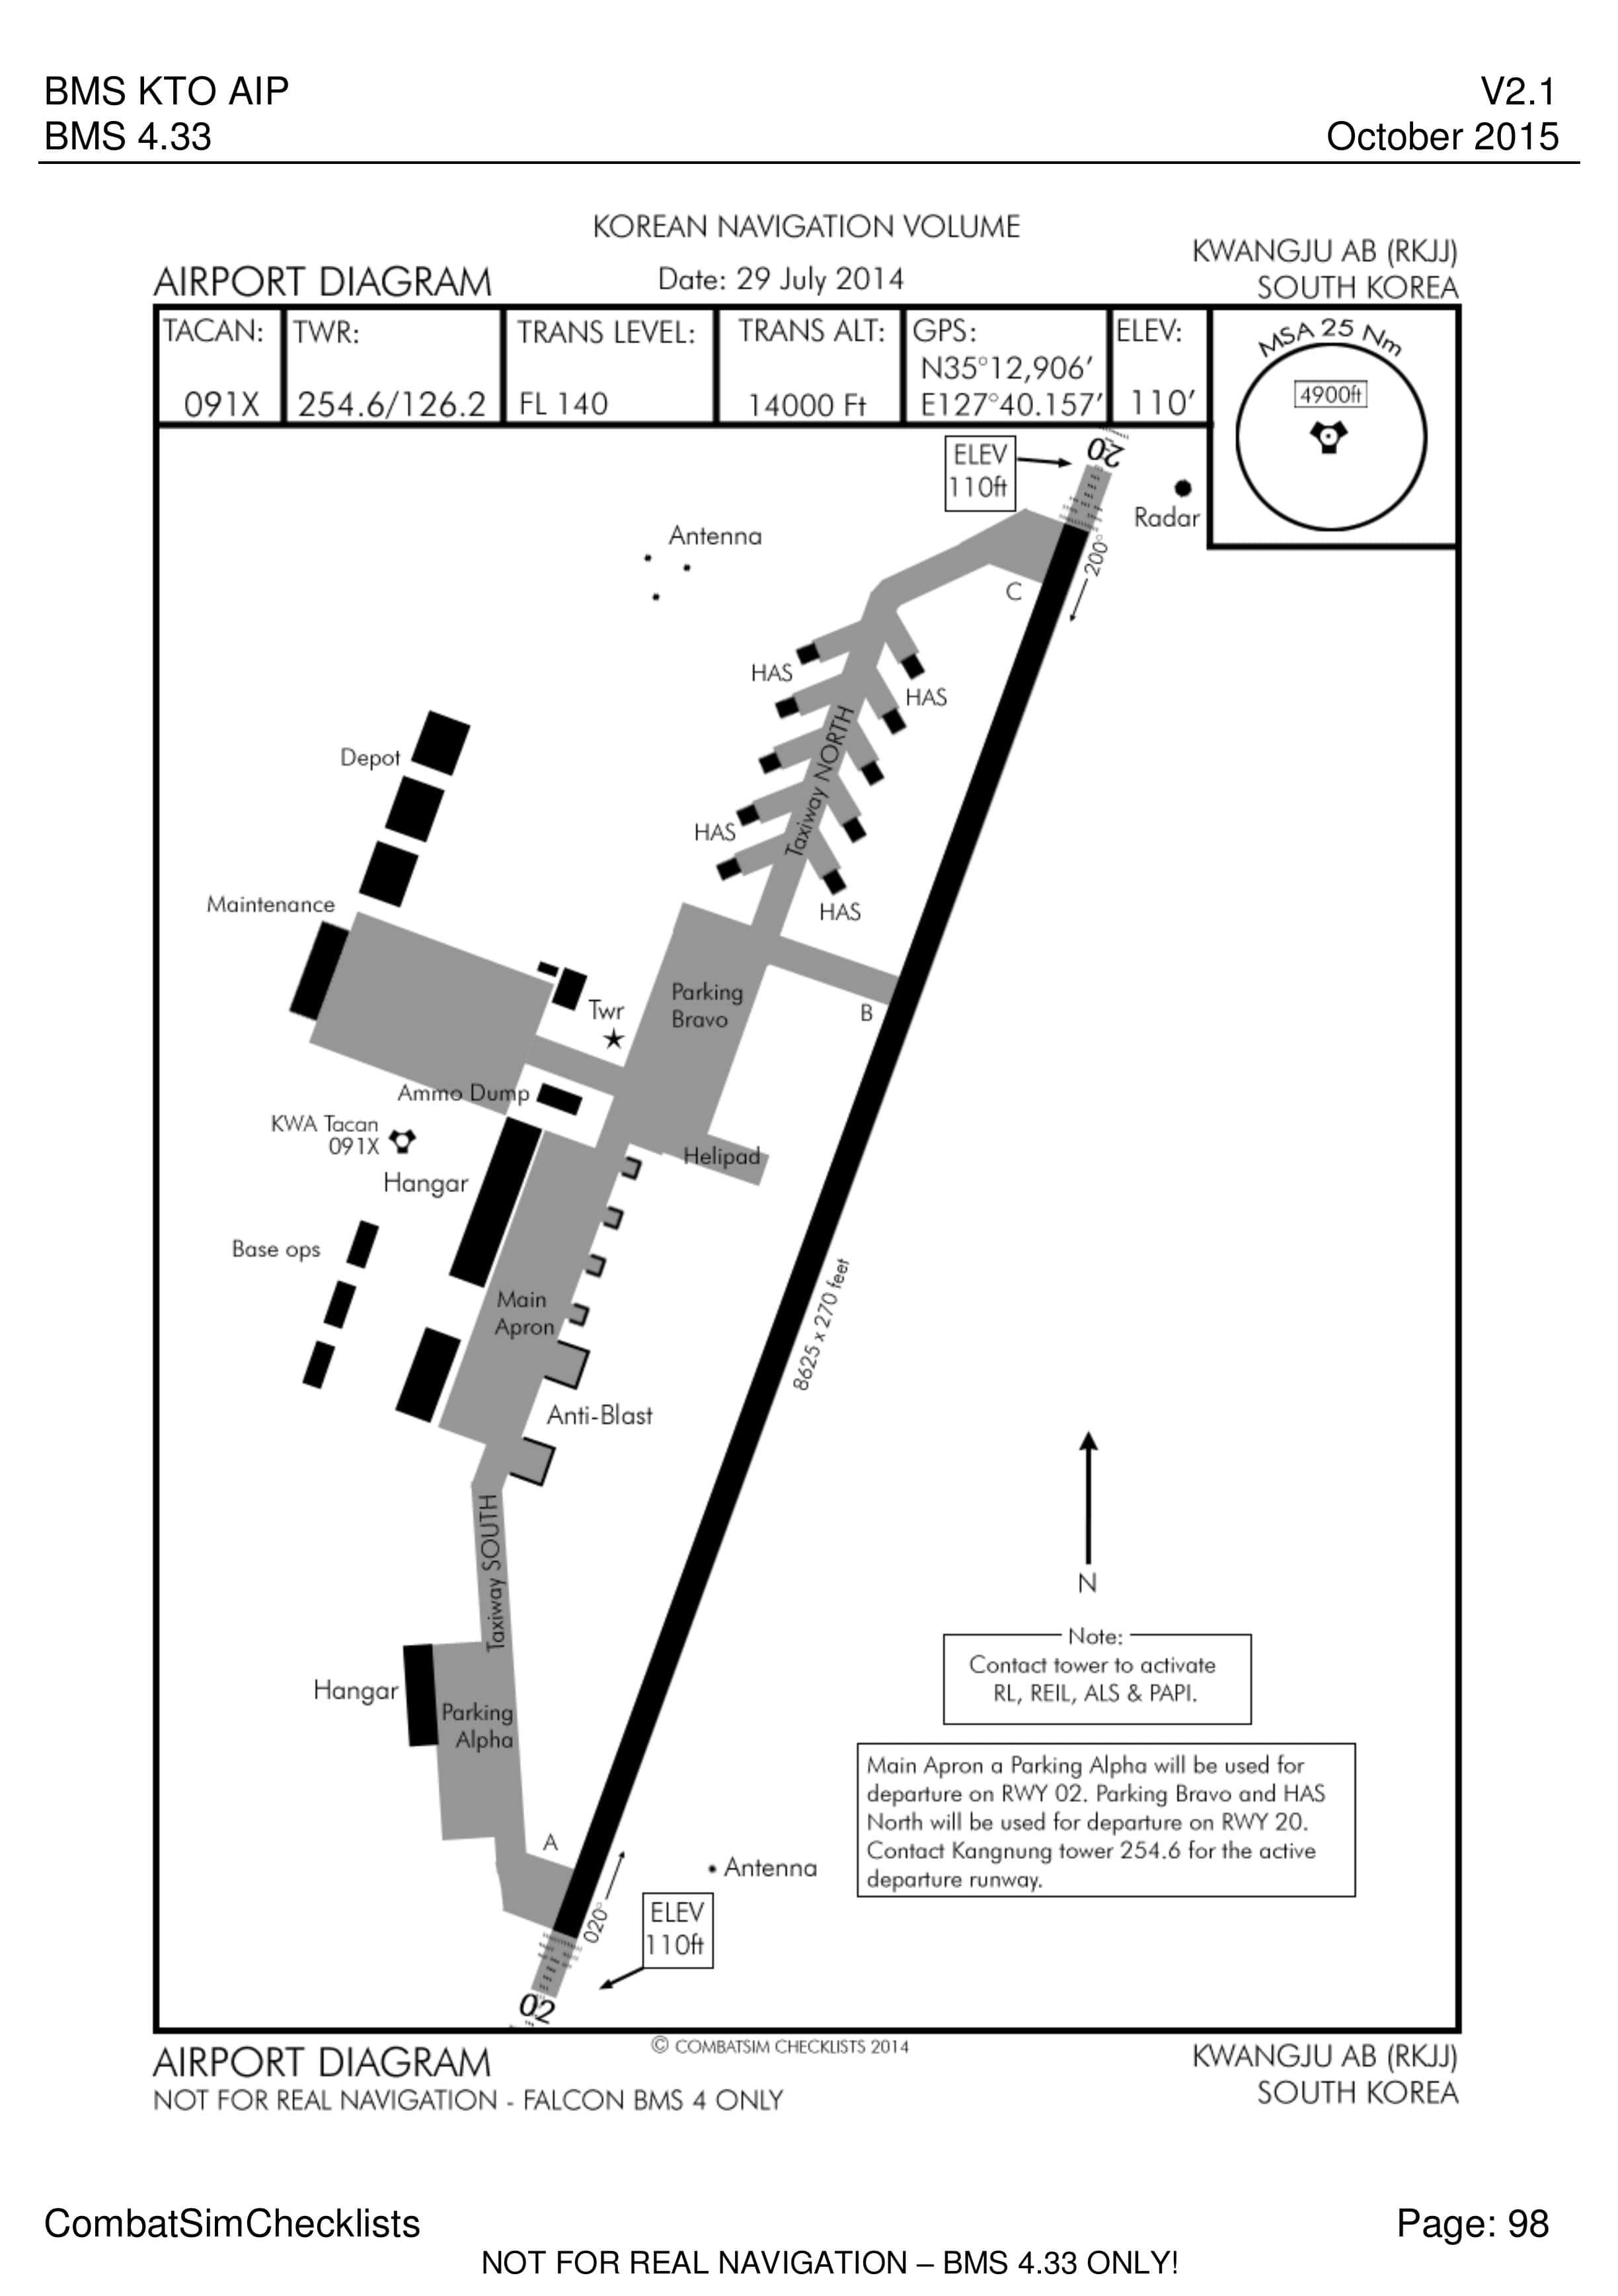 BMS KTO AIP
V2.1
BMS 4.33
October 2015
KOREAN NAVIGATION VOLUME
KWANGJU AB (RKJJ)
AIRPORT DIAGRAM
Date: 29 July 2014
SOUTH KOREA
TACAN:
TWR:
TRANS LEVEL:
TRANS ALT:
GPS:
ELEV:
MSA 25 Nm
N35°12,906′
091X
254.6/126.2
FL 140
14000 Ft
E127°40.157′
110′
4900ft
ELEV
110ft
20
Radar
Antenna
200°
C
HAS
HAS
Taxiway NORTH
Depot
HAS
Maintenance
HAS
Parking
Bravo
Twr
B
Ammo Dump
KWA Tacan
091X
Helipad
Hangar
Base ops
8625 x 270 feet
Main
Apron
Anti-Blast
Taxiway SOUTH
N
Note:
Contact tower to activate
RL, REIL, ALS & PAPI.
Hangar
Parking
Alpha
Main Apron a Parking Alpha will be used for
departure on RWY 02. Parking Bravo and HAS
North will be used for departure on RWY 20.
Contact Kangnung tower 254.6 for the active
departure runway.
A
Antenna
020°
ELEV
110ft
02
© COMBATSIM CHECKLISTS 2014
AIRPORT DIAGRAM
KWANGJU AB (RKJJ)
NOT FOR REAL NAVIGATION - FALCON BMS 4 ONLY
SOUTH KOREA
CombatSimChecklists
Page: 98
NOT FOR REAL NAVIGATION – BMS 4.33 ONLY!